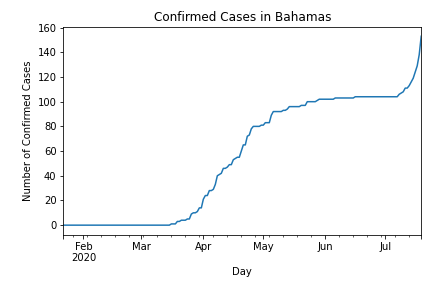 Confirmed Cases in Bahamas
160
140
120
100
80
60
40
20
0
Number of Confirmed Cases
Feb Mar Apr May Jun Jul
2020
Day